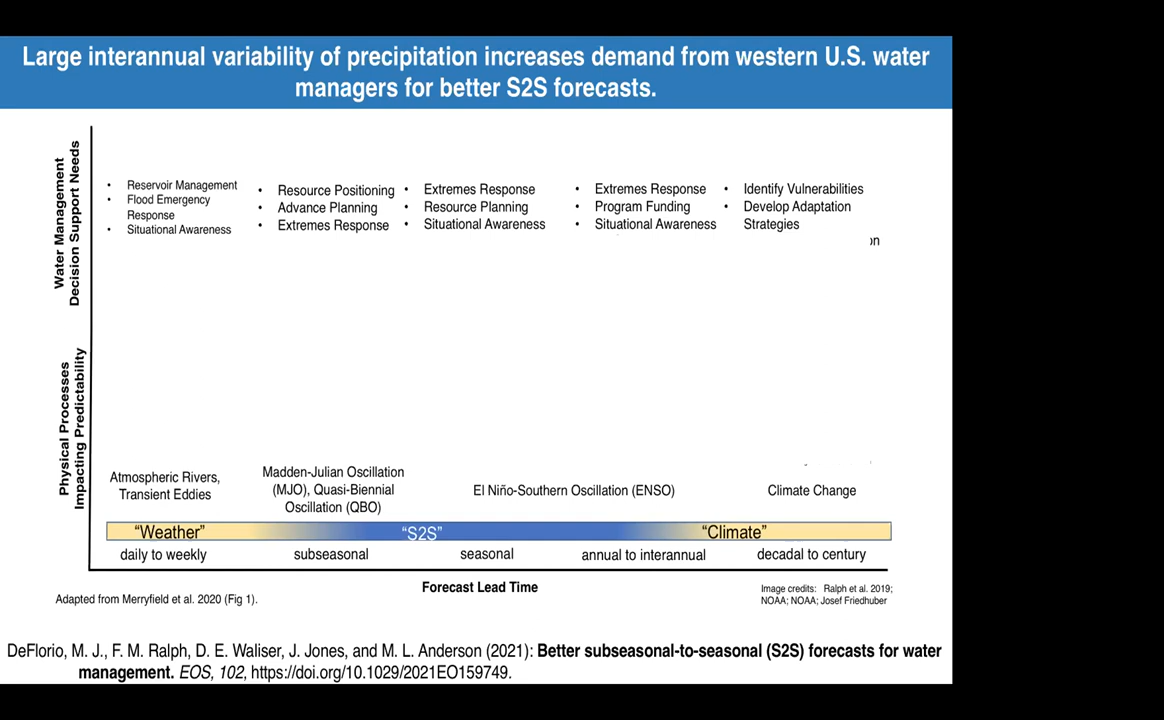 Large interannual variability of precipitation increases demand from western U.S. water
managers for better S2S forecasts.
Water Management
Decision Support Needs
• Reservoir Management
• Flood Emergency
Response
• Situational Awareness
• Resource Positioning
• Advance Planning
• Extremes Response
• Extremes Response
• Resource Planning
• Situational Awareness
• Extremes Response
• Program Funding
• Situational Awareness
• Identify Vulnerabilities
• Develop Adaptation
Strategies
on
Physical Processes
Impacting Predictability
Atmospheric Rivers,
Transient Eddies
Madden-Julian Oscillation
(MJO), Quasi-Biennial
Oscillation (QBO)
El Niño-Southern Oscillation (ENSO)
Climate Change
“Weather”
“S2S”
“Climate”
daily to weekly
subseasonal
seasonal
annual to interannual
decadal to century
Forecast Lead Time
Adapted from Merryfield et al. 2020 (Fig 1).
Image credits: Ralph et al. 2019;
NOAA; NOAA; Josef Friedhuber
DeFlorio, M. J., F. M. Ralph, D. E. Waliser, J. Jones, and M. L. Anderson (2021): Better subseasonal-to-seasonal (S2S) forecasts for water
management. EOS, 102, https://doi.org/10.1029/2021EO159749.